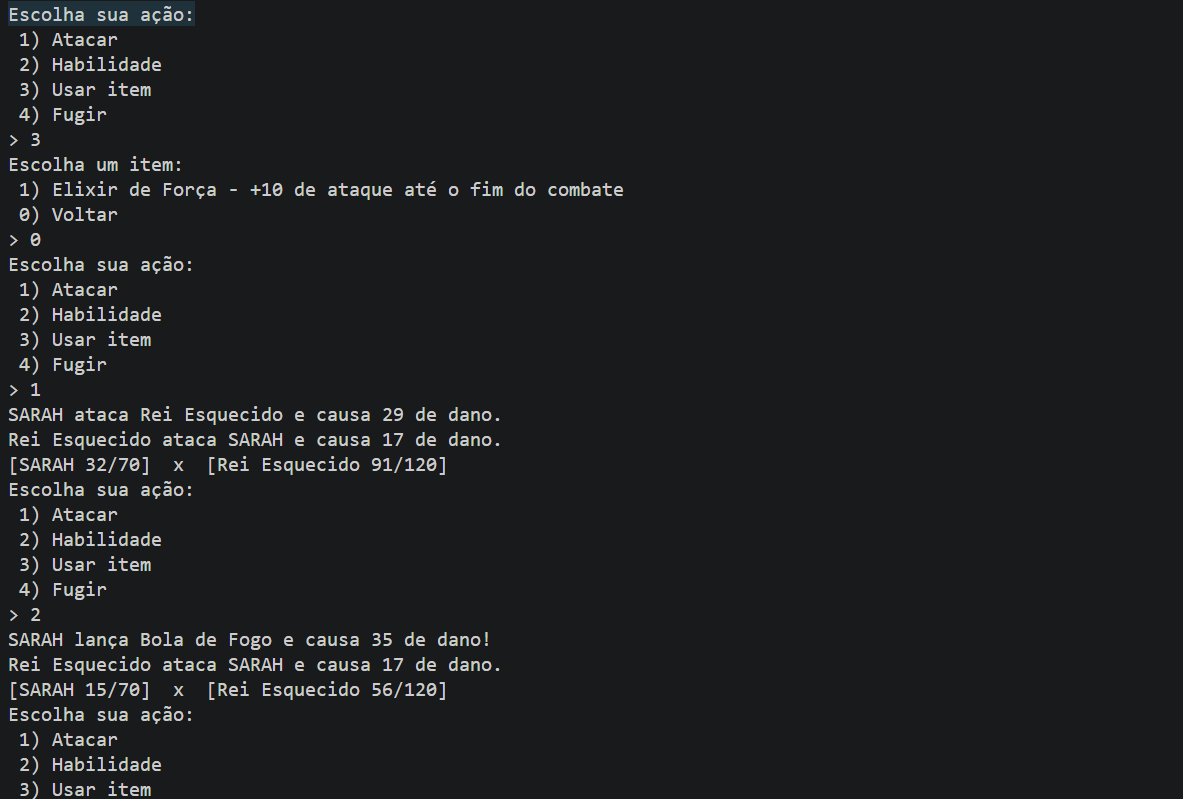 Escolha sua ação:
1) Atacar
2) Habilidade
3) Usar item
4) Fugir
> 3
Escolha um item:
1) Elixir de Força - +10 de ataque até o fim do combate
0) Voltar
> 0
Escolha sua ação:
1) Atacar
2) Habilidade
3) Usar item
4) Fugir
> 1
SARAH ataca Rei Esquecido e causa 29 de dano.
Rei Esquecido ataca SARAH e causa 17 de dano.
[SARAH 32/70]  x  [Rei Esquecido 91/120]
Escolha sua ação:
1) Atacar
2) Habilidade
3) Usar item
4) Fugir
> 2
SARAH lança Bola de Fogo e causa 35 de dano!
Rei Esquecido ataca SARAH e causa 17 de dano.
[SARAH 15/70]  x  [Rei Esquecido 56/120]
Escolha sua ação:
1) Atacar
2) Habilidade
3) Usar item